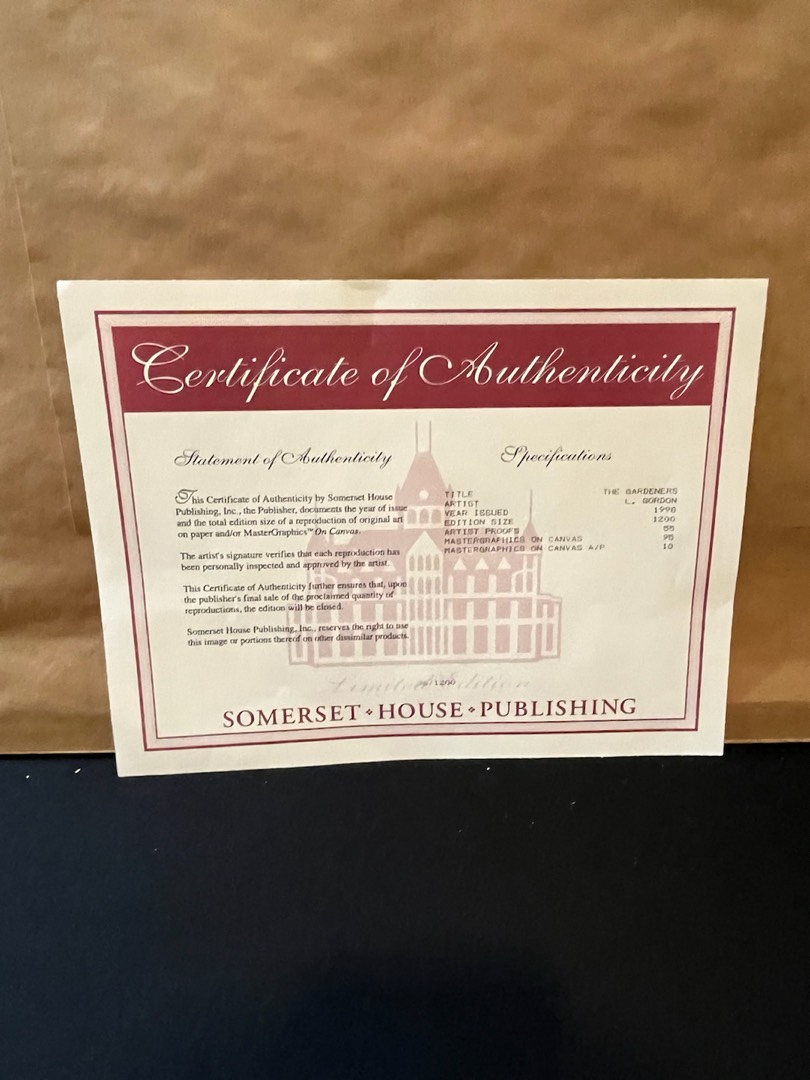 Certificate of Authenticity
Statement of Authenticity
This Certificate of Authenticity by Somerset House
Publishing, Inc., the Publisher, documents the year of issue
and the total edition size of a reproduction of original art
on paper and/or MasterGraphics™ On Canvas.
The artist's signature verifies that each reproduction has
been personally inspected and approved by the artist.
This Certificate of Authenticity further ensures that, upon
the publisher's final sale of the proclaimed quantity of
reproductions, the edition will be closed.
Somerset House Publishing, Inc., reserves the right to use
this image or portions thereof on other dissimilar products.
Specifications
TITLE THE GARDENERS
ARTIST L. GORDON
YEAR ISSUED
EDITION SIZE 1200
ARTIST PROOFS
MASTERGRAPHICS ON CANVAS
MASTERGRAPHICS ON CANVAS A/P 10
Limited Edition
/1200
SOMERSET HOUSE PUBLISHING